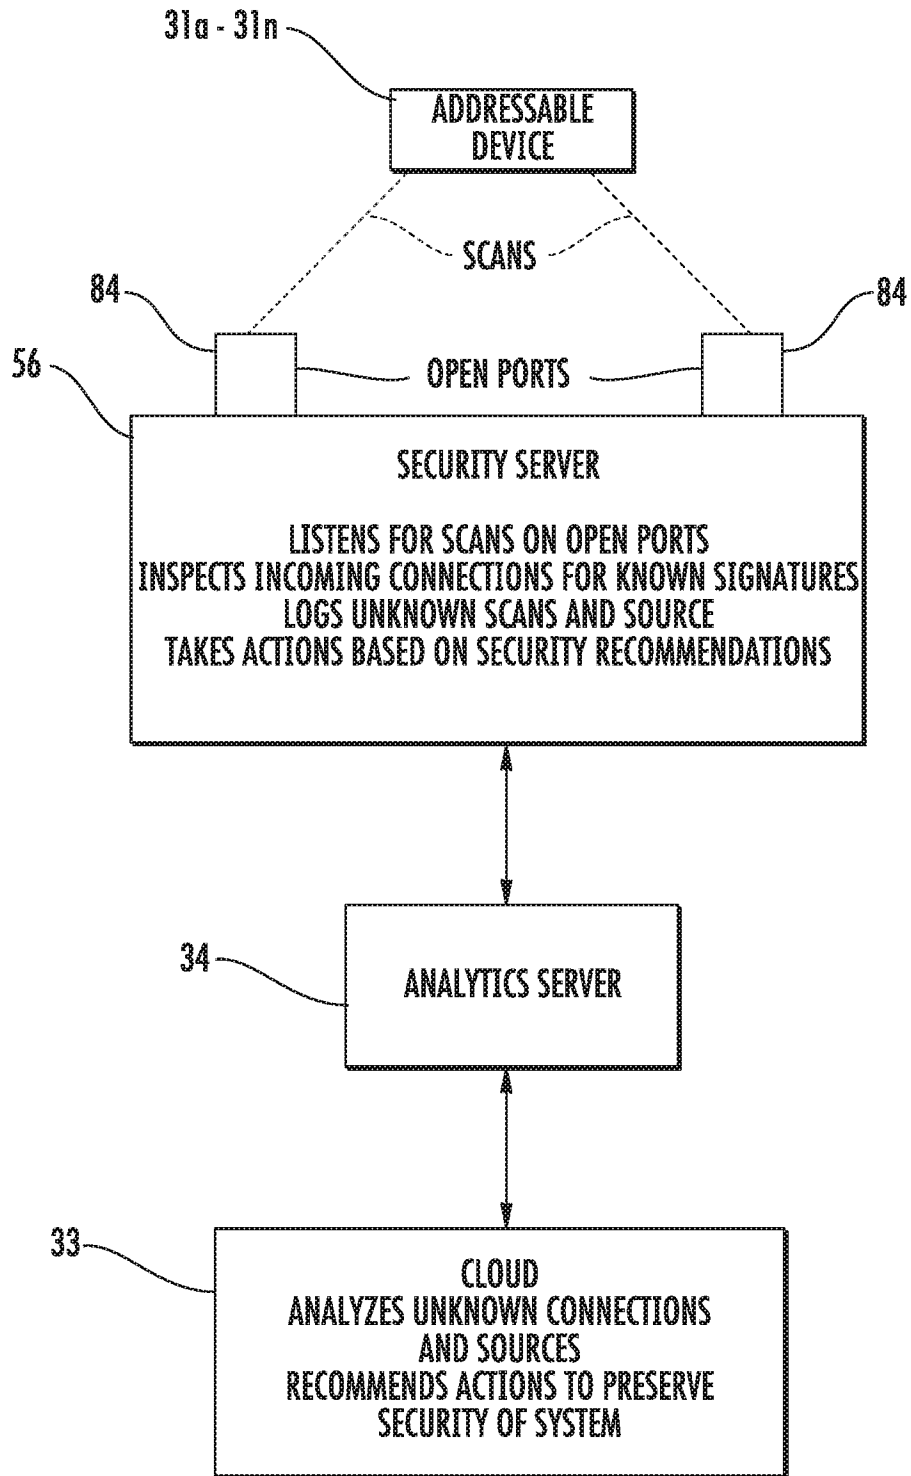 31a - 31n
ADDRESSABLE
DEVICE
SCANS
84
84
56
OPEN PORTS
SECURITY SERVER
LISTENS FOR SCANS ON OPEN PORTS
INSPECTS INCOMING CONNECTIONS FOR KNOWN SIGNATURES
LOGS UNKNOWN SCANS AND SOURCE
TAKES ACTIONS BASED ON SECURITY RECOMMENDATIONS
34
ANALYTICS SERVER
33
CLOUD
ANALYZES UNKNOWN CONNECTIONS
AND SOURCES
RECOMMENDS ACTIONS TO PRESERVE
SECURITY OF SYSTEM